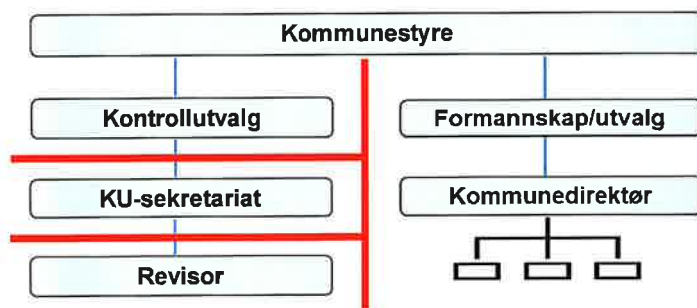 Kommunestyre
Kontrollutvalg
Formannskap/utvalg
KU-sekretariat
Kommunedirektør
Revisor